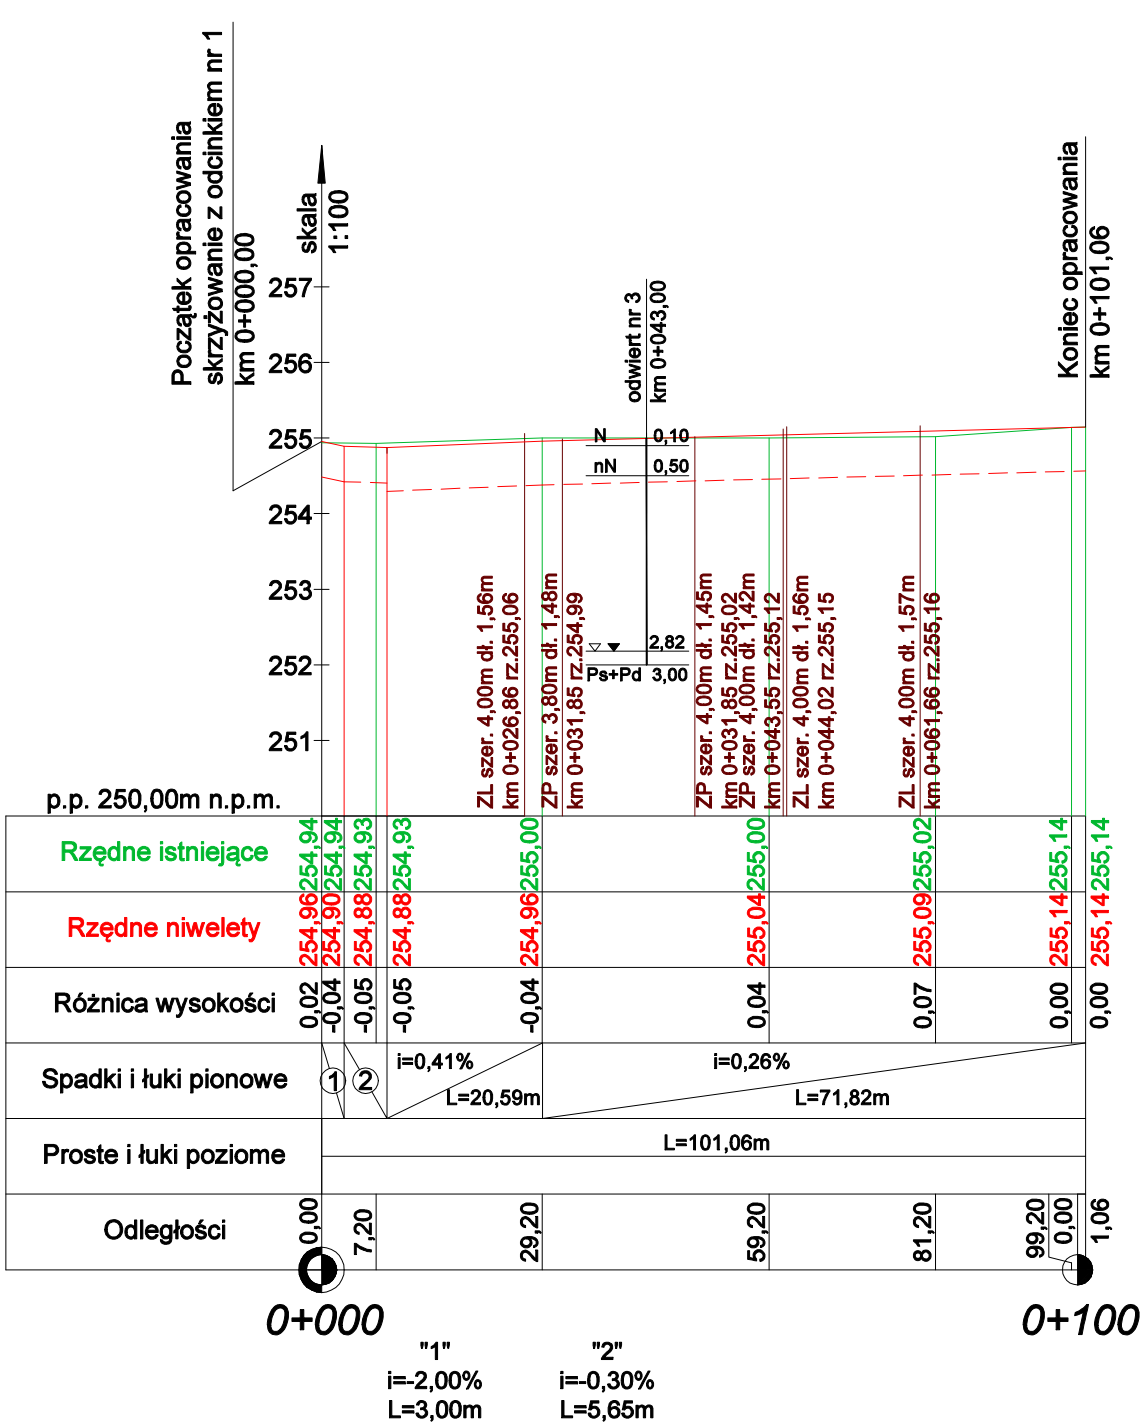 Początek opracowania
skrzyżowanie z odcinkiem nr 1
km 0+000,00
skala
1:100
Koniec opracowania
km 0+101,06
257
256
255
254
253
252
251
odwiert nr 3
km 0+043,00
N 0,10
nN 0,50
2,82
Ps+Pd 3,00
ZL szer. 4,00m dł. 1,56m
km 0+026,86 rz.255,06
ZP szer. 3,80m dł. 1,48m
km 0+031,85 rz.254,99
ZP szer. 4,00m dł. 1,45m
km 0+031,85 rz.255,02
ZP szer. 4,00m dł. 1,42m
km 0+043,55 rz.255,12
ZL szer. 4,00m dł. 1,56m
km 0+044,02 rz.255,15
ZL szer. 4,00m dł. 1,57m
km 0+061,66 rz.255,16
p.p. 250,00m n.p.m.
Rzędne istniejące 254,94 254,94 254,93 254,93 255,00 255,00 255,02 255,14 255,14
Rzędne niwelety 254,96 254,90 254,88 254,88 254,96 255,04 255,09 255,14 255,14
Różnica wysokości 0,02 -0,04 -0,05 -0,05 -0,04 0,04 0,07 0,00 0,00
Spadki i łuki pionowe 1 2 i=0,41% L=20,59m i=0,26% L=71,82m
Proste i łuki poziome L=101,06m
Odległości 0,00 7,20 29,20 59,20 81,20 99,20 0,00 1,06
0+000 0+100
"1" "2"
i=-2,00% i=-0,30%
L=3,00m L=5,65m